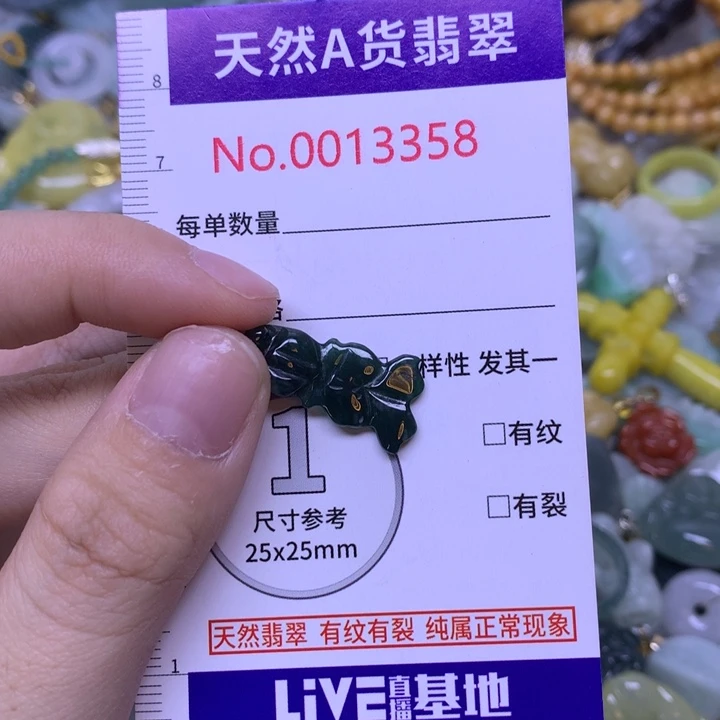 天然A货翡翠
8
No.0013358
7
每单数量
格
样性 发其一
1
□有纹
尺寸参考
25x25mm
□有裂
天然翡翠 有纹有裂 纯属正常现象
1
LiVE直播基地